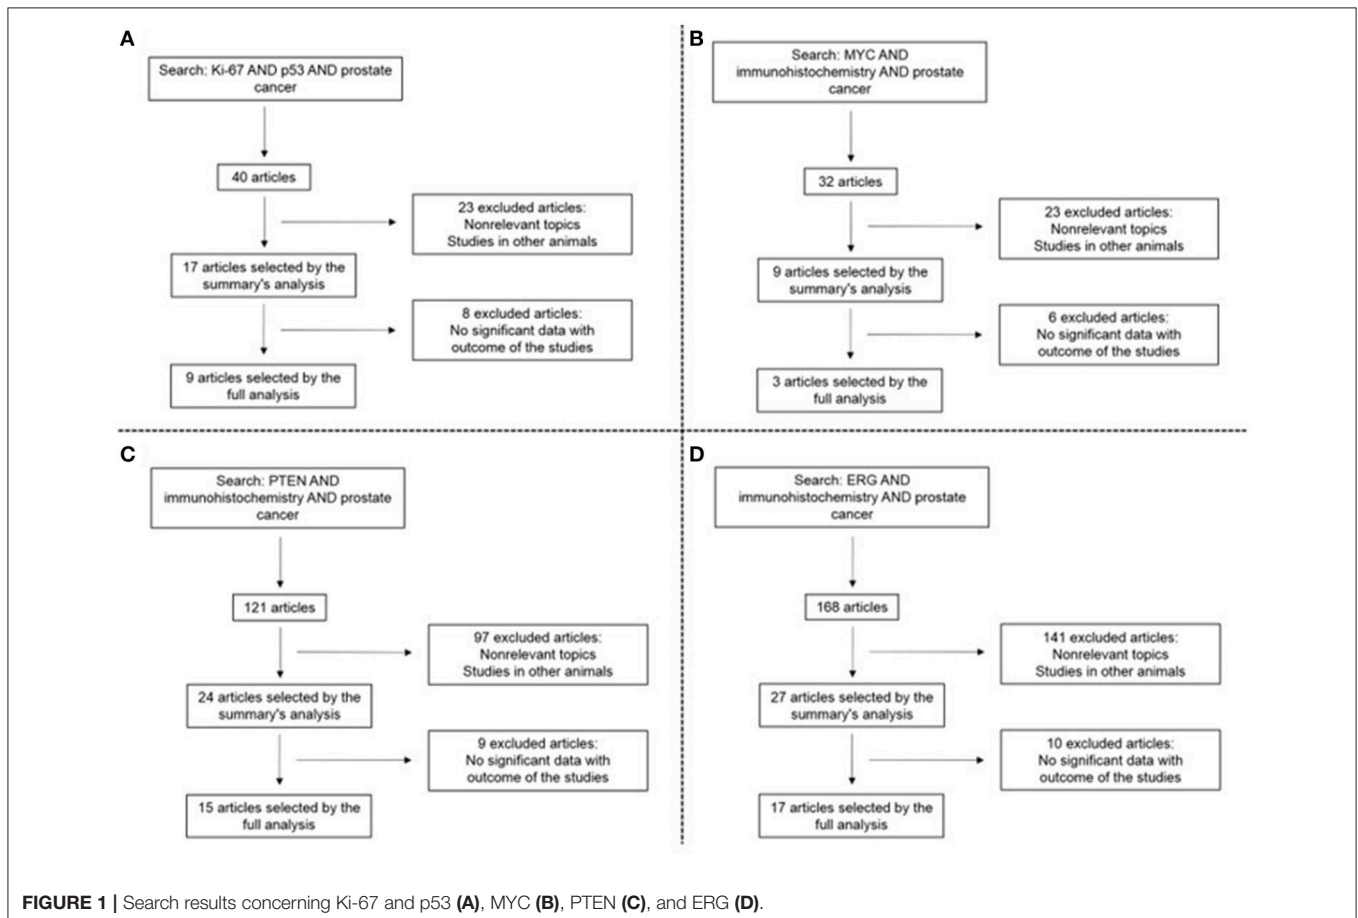 A
Search: Ki-67 AND p53 AND prostate
cancer
40 articles
23 excluded articles:
Nonrelevant topics
Studies in other animals
17 articles selected by the
summary's analysis
8 excluded articles:
No significant data with
outcome of the studies
9 articles selected by the
full analysis
B
Search: MYC AND
immunohistochemistry AND prostate
cancer
32 articles
23 excluded articles:
Nonrelevant topics
Studies in other animals
9 articles selected by the
summary's analysis
6 excluded articles:
No significant data with
outcome of the studies
3 articles selected by the
full analysis
C
Search: PTEN AND
immunohistochemistry AND prostate
cancer
121 articles
97 excluded articles:
Nonrelevant topics
Studies in other animals
24 articles selected by the
summary's analysis
9 excluded articles:
No significant data with
outcome of the studies
15 articles selected by the
full analysis
D
Search: ERG AND
immunohistochemistry AND prostate
cancer
168 articles
141 excluded articles:
Nonrelevant topics
Studies in other animals
27 articles selected by the
summary's analysis
10 excluded articles:
No significant data with
outcome of the studies
17 articles selected by the
full analysis
FIGURE 1 | Search results concerning Ki-67 and p53 (A), MYC (B), PTEN (C), and ERG (D).